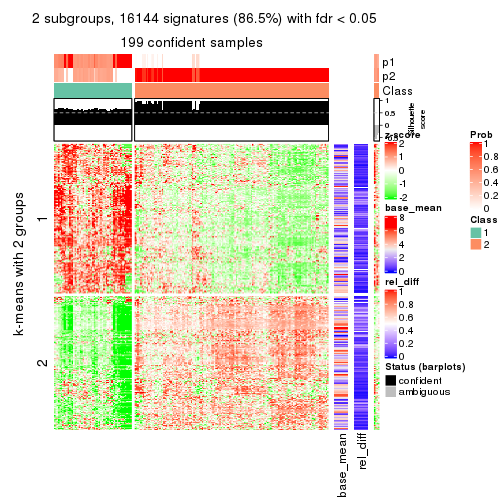 2 subgroups, 16144 signatures (86.5%) with fdr < 0.05
199 confident samples
p1
p2
Class
1
0.5
0
-0.5
Silhouette
score
k-means with 2 groups
1
2
base_mean
rel_diff
z-score
2
1
0
-1
-2
base_mean
8
6
4
2
0
rel_diff
1
0.8
0.6
0.4
0.2
0
Status (barplots)
confident
ambiguous
Prob
1
0.8
0.6
0.4
0.2
0
Class
1
2